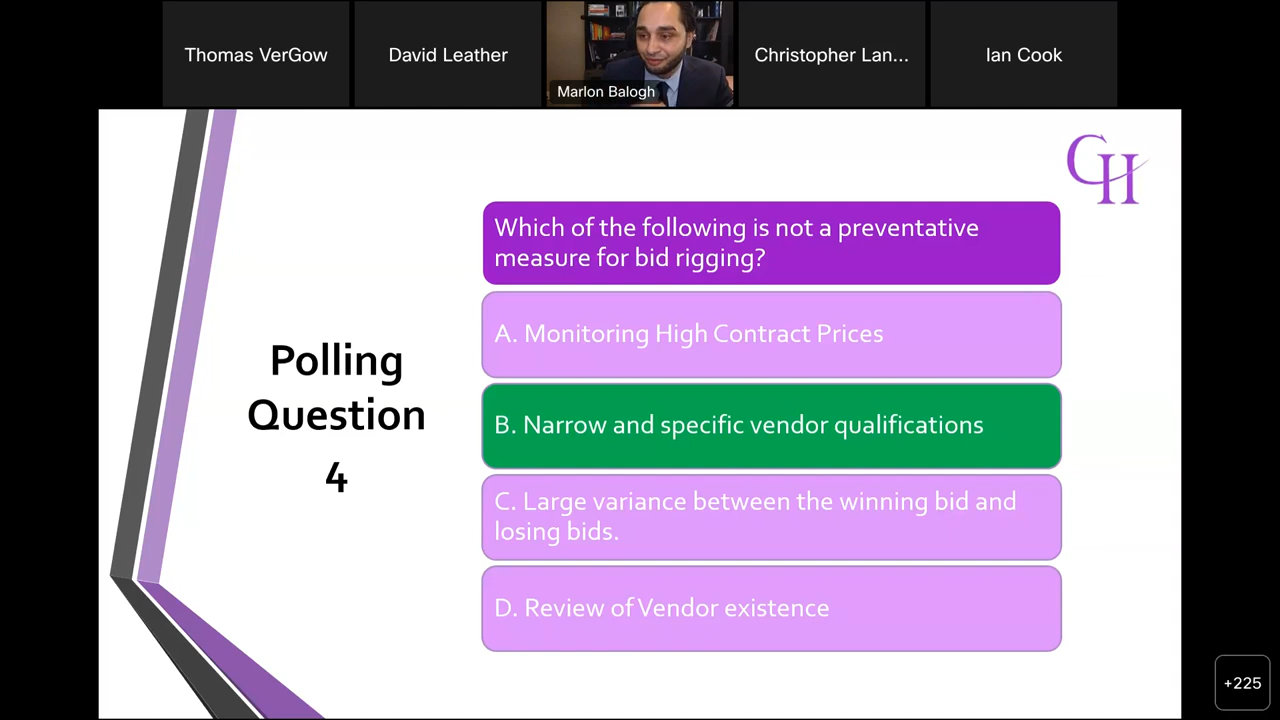 Thomas VerGow
David Leather
Marlon Balogh
Christopher Lan...
Ian Cook
CH
Which of the following is not a preventative
measure for bid rigging?
A. Monitoring High Contract Prices
Polling
Question
4
B. Narrow and specific vendor qualifications
C. Large variance between the winning bid and
losing bids.
D. Review of Vendor existence
+225